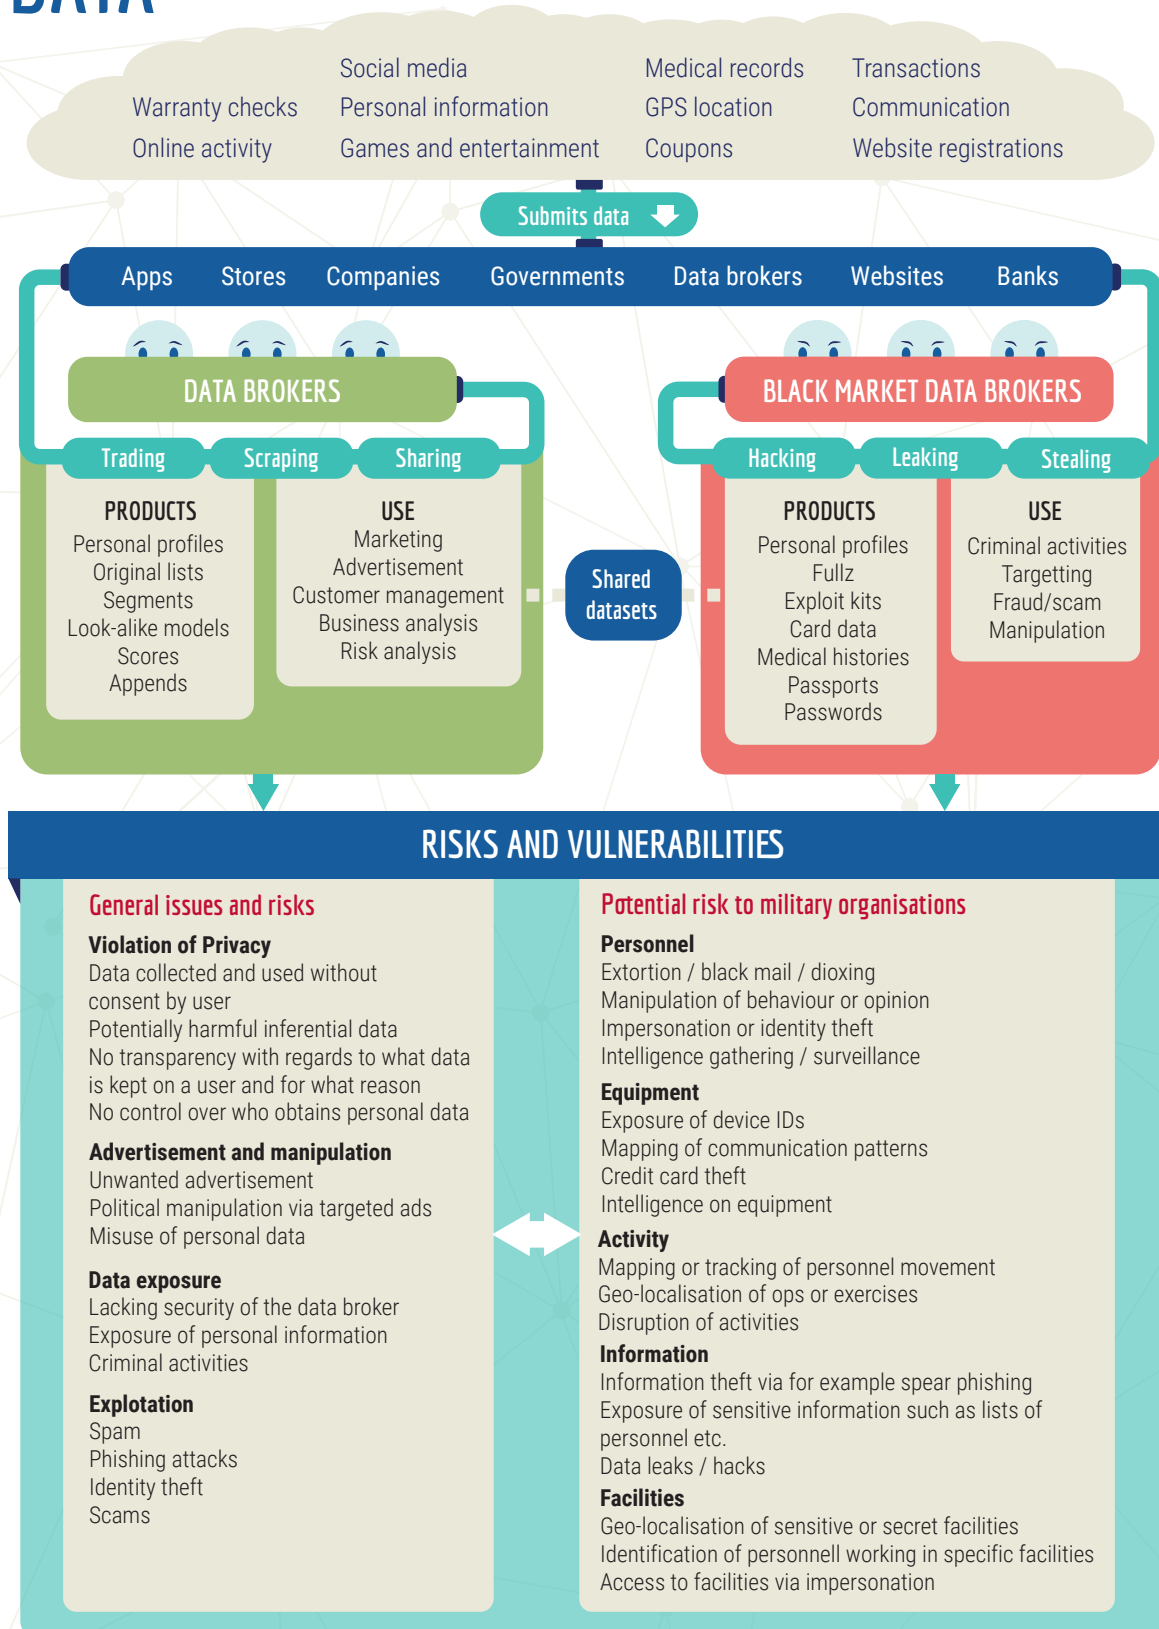 DATA
Social media
Medical records
Transactions
Warranty checks
Personal information
GPS location
Communication
Online activity
Games and entertainment
Coupons
Website registrations
Submits data
Apps
Stores
Companies
Governments
Data brokers
Websites
Banks
DATA BROKERS
Trading
Scraping
Sharing
PRODUCTS
Personal profiles
Original lists
Segments
Look-alike models
Scores
Appends
USE
Marketing
Advertisement
Customer management
Business analysis
Risk analysis
Shared
datasets
BLACK MARKET DATA BROKERS
Hacking
Leaking
Stealing
PRODUCTS
Personal profiles
Fullz
Exploit kits
Card data
Medical histories
Passports
Passwords
USE
Criminal activities
Targetting
Fraud/scam
Manipulation
RISKS AND VULNERABILITIES
General issues and risks
Violation of Privacy
Data collected and used without
consent by user
Potentially harmful inferential data
No transparency with regards to what data
is kept on a user and for what reason
No control over who obtains personal data
Advertisement and manipulation
Unwanted advertisement
Political manipulation via targeted ads
Misuse of personal data
Data exposure
Lacking security of the data broker
Exposure of personal information
Criminal activities
Explotation
Spam
Phishing attacks
Identity theft
Scams
Potential risk to military organisations
Personnel
Extortion / black mail / dioxing
Manipulation of behaviour or opinion
Impersonation or identity theft
Intelligence gathering / surveillance
Equipment
Exposure of device IDs
Mapping of communication patterns
Credit card theft
Intelligence on equipment
Activity
Mapping or tracking of personnel movement
Geo-localisation of ops or exercises
Disruption of activities
Information
Information theft via for example spear phishing
Exposure of sensitive information such as lists of
personnel etc.
Data leaks / hacks
Facilities
Geo-localisation of sensitive or secret facilities
Identification of personnell working in specific facilities
Access to facilities via impersonation